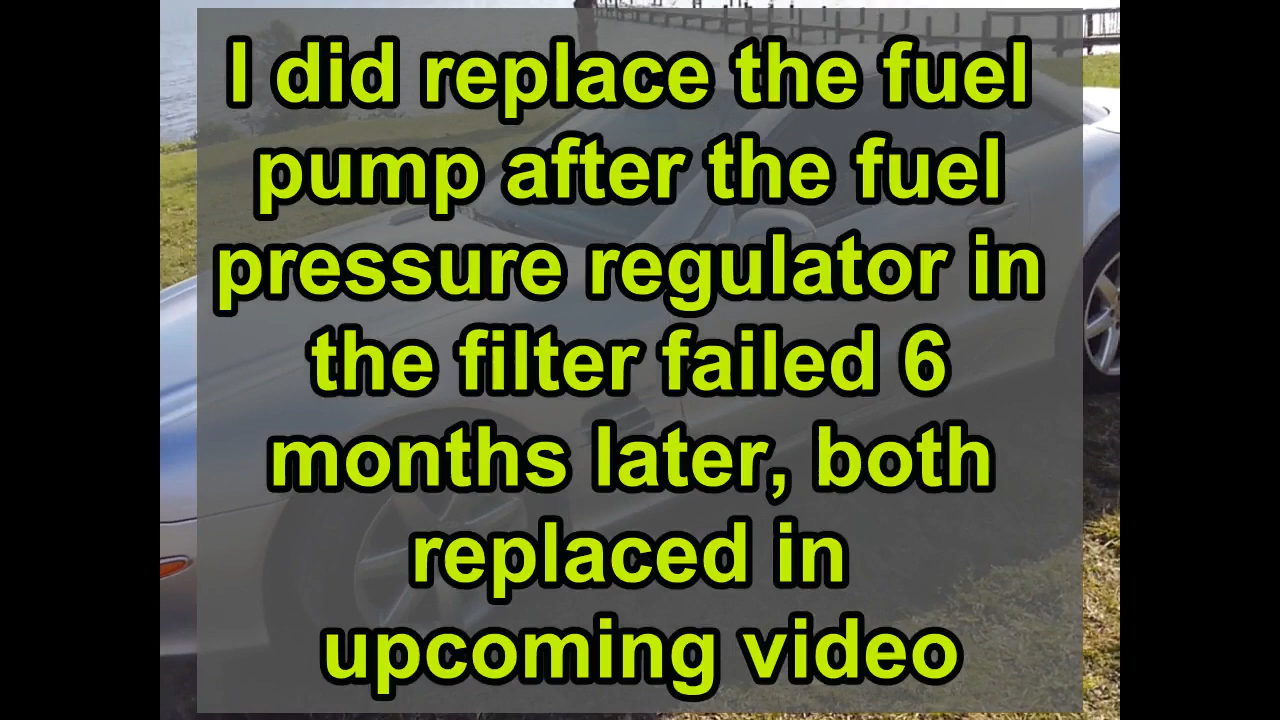 I did replace the fuel
pump after the fuel
pressure regulator in
the filter failed 6
months later, both
replaced in
upcoming video